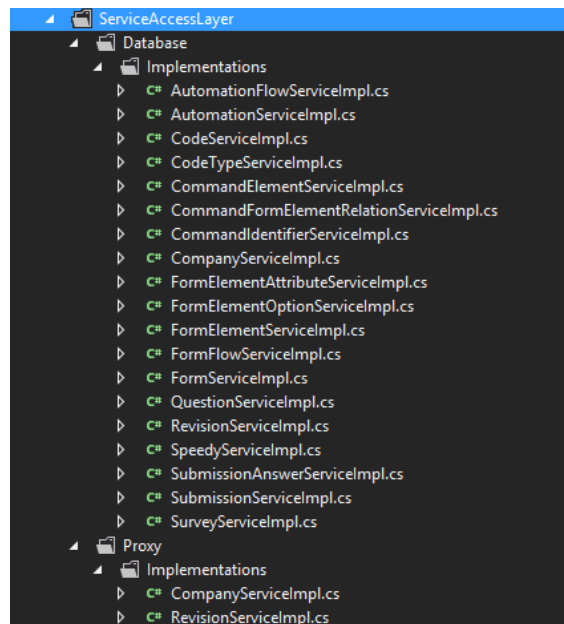 ServiceAccessLayer
Database
Implementations
C# AutomationFlowServiceImpl.cs
C# AutomationServiceImpl.cs
C# CodeServiceImpl.cs
C# CodeTypeServiceImpl.cs
C# CommandElementServiceImpl.cs
C# CommandFormElementRelationServiceImpl.cs
C# CommandIdentifierServiceImpl.cs
C# CompanyServiceImpl.cs
C# FormElementAttributeServiceImpl.cs
C# FormElementOptionServiceImpl.cs
C# FormElementServiceImpl.cs
C# FormFlowServiceImpl.cs
C# FormServiceImpl.cs
C# QuestionServiceImpl.cs
C# RevisionServiceImpl.cs
C# SpeedyServiceImpl.cs
C# SubmissionAnswerServiceImpl.cs
C# SubmissionServiceImpl.cs
C# SurveyServiceImpl.cs
Proxy
Implementations
C# CompanyServiceImpl.cs
C# RevisionServiceImpl.cs